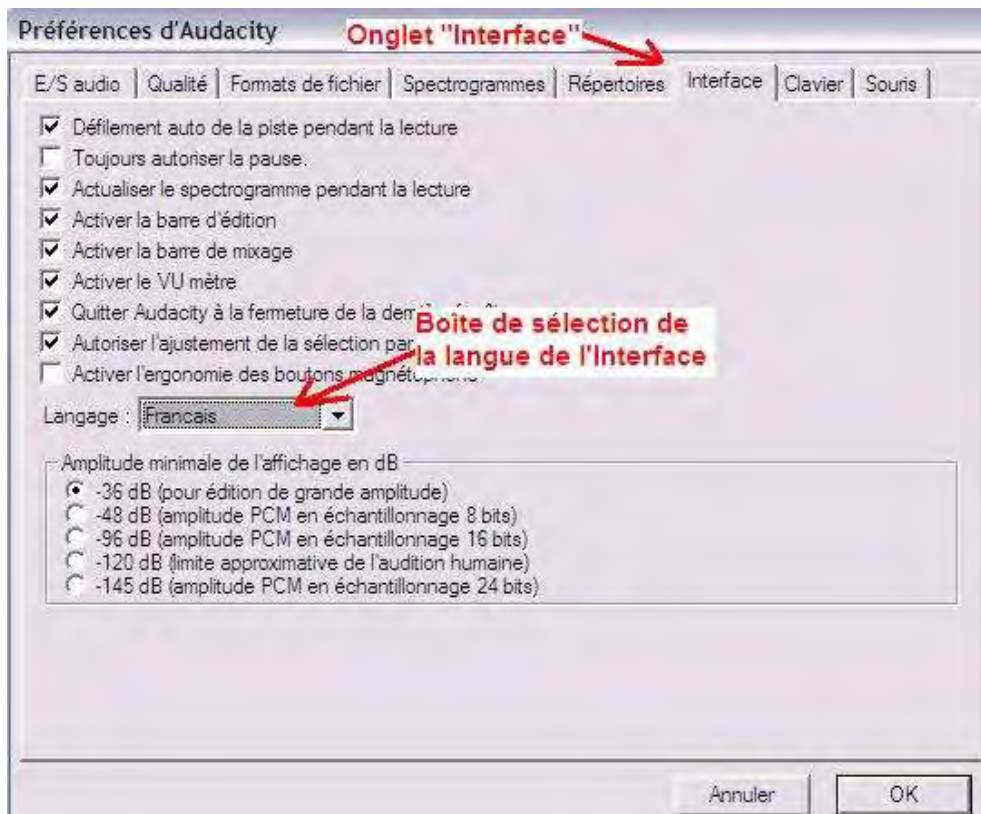 Préférences d'Audacity
Onglet "Interface"
E/S audio
Qualité
Formats de fichier
Spectrogrammes
Répertoires
Interface
Clavier
Souris
Défilement auto de la piste pendant la lecture
Toujours autoriser la pause.
Actualiser le spectrogramme pendant la lecture
Activer la barre d'édition
Activer la barre de mixage
Activer le VU mètre
Quitter Audacity à la fermeture de la
Autoriser l'ajustement de la sélection par
Activer l'ergonomie des boutons
Boîte de sélection de
la langue de l'Interface
Langage : Francais
Amplitude minimale de l'affichage en dB
-36 dB (pour édition de grande amplitude)
-48 dB (amplitude PCM en échantillonnage 8 bits)
-96 dB (amplitude PCM en échantillonnage 16 bits)
-120 dB (limite approximative de l'audition humaine)
-145 dB (amplitude PCM en échantillonnage 24 bits)
Annuler
OK